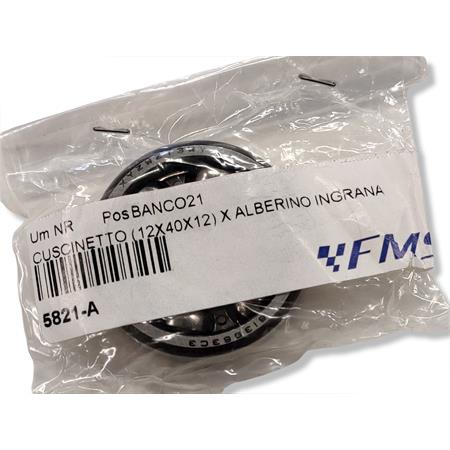 Um NR Pos BANCO21
CUSCINETTO (12X40X12) X ALBERINO INGRANA
FMS
5821-A